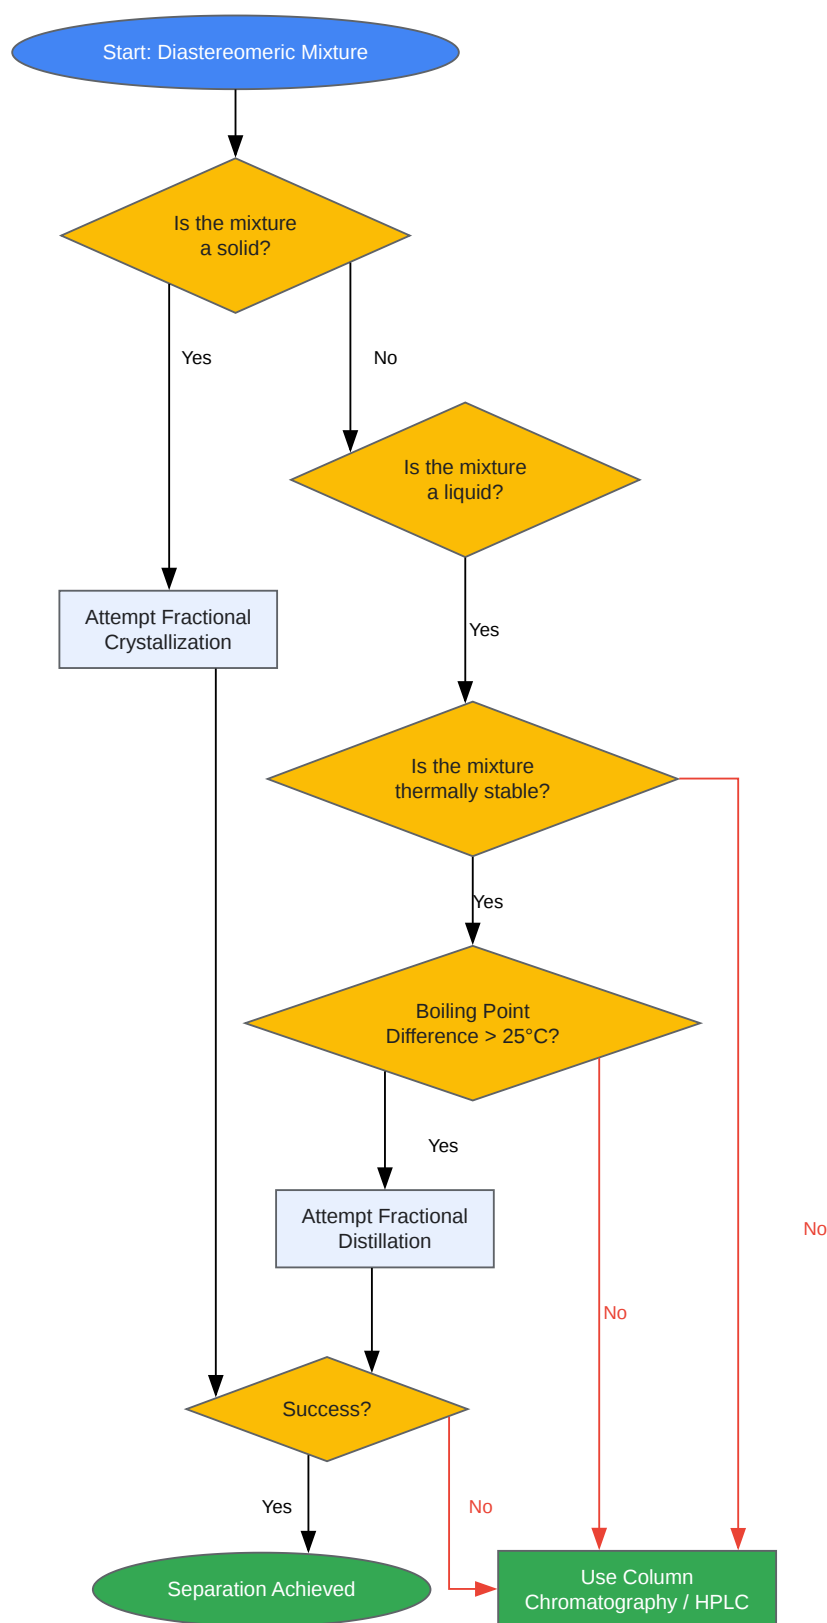 Start: Diastereomeric Mixture
Is the mixture
a solid?
Yes
No
Is the mixture
a liquid?
Attempt Fractional
Crystallization
Yes
Is the mixture
thermally stable?
Yes
Boiling Point
Difference > 25°C?
Yes
Attempt Fractional
Distillation
No
No
Success?
Yes
No
Separation Achieved
Use Column
Chromatography / HPLC